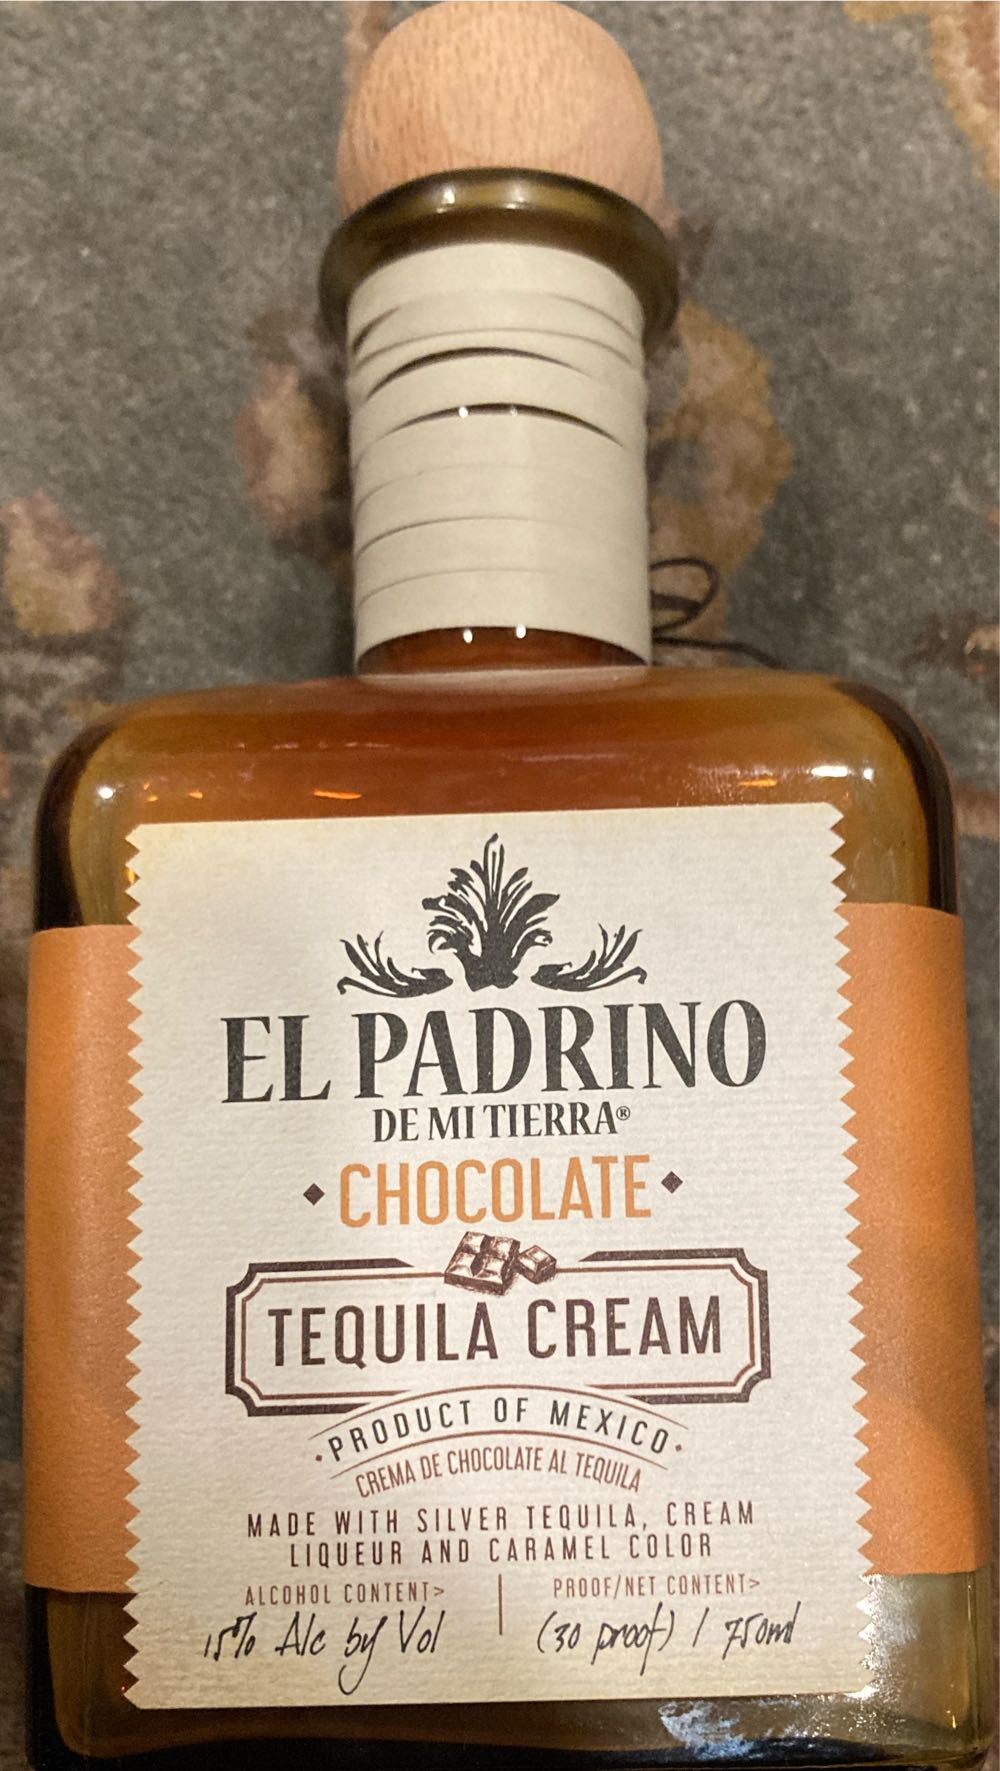 EL PADRINO
DE MI TIERRA®
CHOCOLATE
TEQUILA CREAM
PRODUCT OF MEXICO
CREMA DE CHOCOLATE AL TEQUILA
MADE WITH SILVER TEQUILA, CREAM
LIQUEUR AND CARAMEL COLOR
ALCOHOL CONTENT>
15% Alc by Vol
PROOF/NET CONTENT>
(30 proof) / 750ml